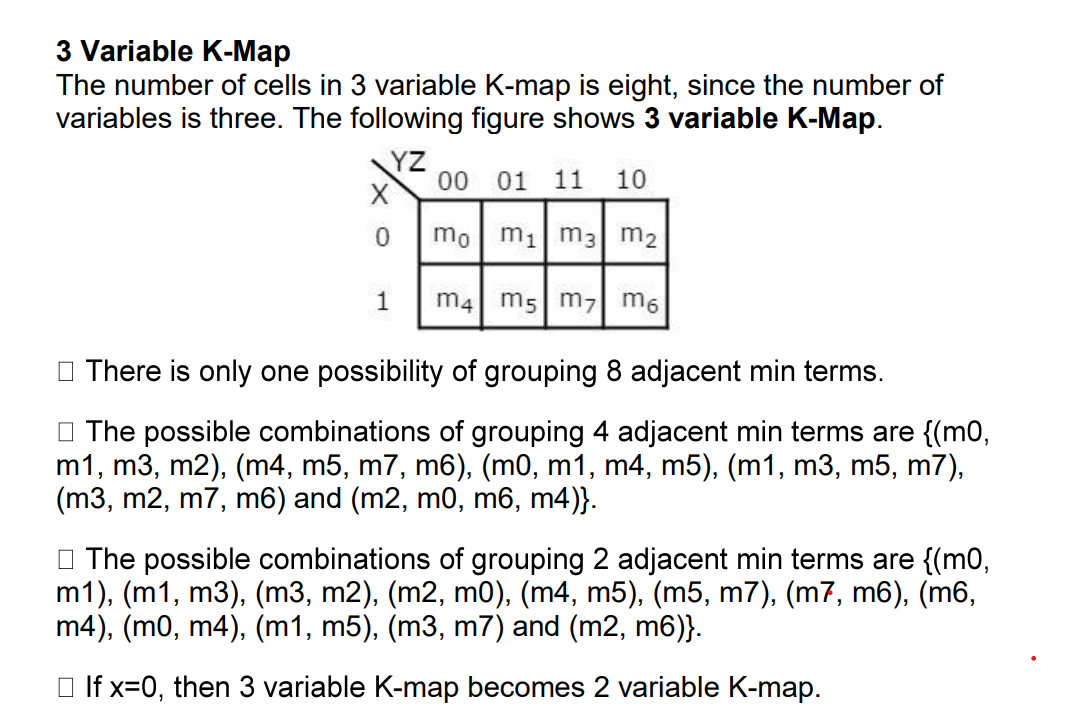 3 Variable K-Map
The number of cells in 3 variable K-map is eight, since the number of
variables is three. The following figure shows 3 variable K-Map.
YZ
X
00 01 11 10
0 m₀ m₁ m₃ m₂
1 m₄ m₅ m₇ m₆
□ There is only one possibility of grouping 8 adjacent min terms.
□ The possible combinations of grouping 4 adjacent min terms are {(m0,
m1, m3, m2), (m4, m5, m7, m6), (m0, m1, m4, m5), (m1, m3, m5, m7),
(m3, m2, m7, m6) and (m2, m0, m6, m4)}.
□ The possible combinations of grouping 2 adjacent min terms are {(m0,
m1), (m1, m3), (m3, m2), (m2, m0), (m4, m5), (m5, m7), (m7, m6), (m6,
m4), (m0, m4), (m1, m5), (m3, m7) and (m2, m6)}.
□ If x=0, then 3 variable K-map becomes 2 variable K-map.